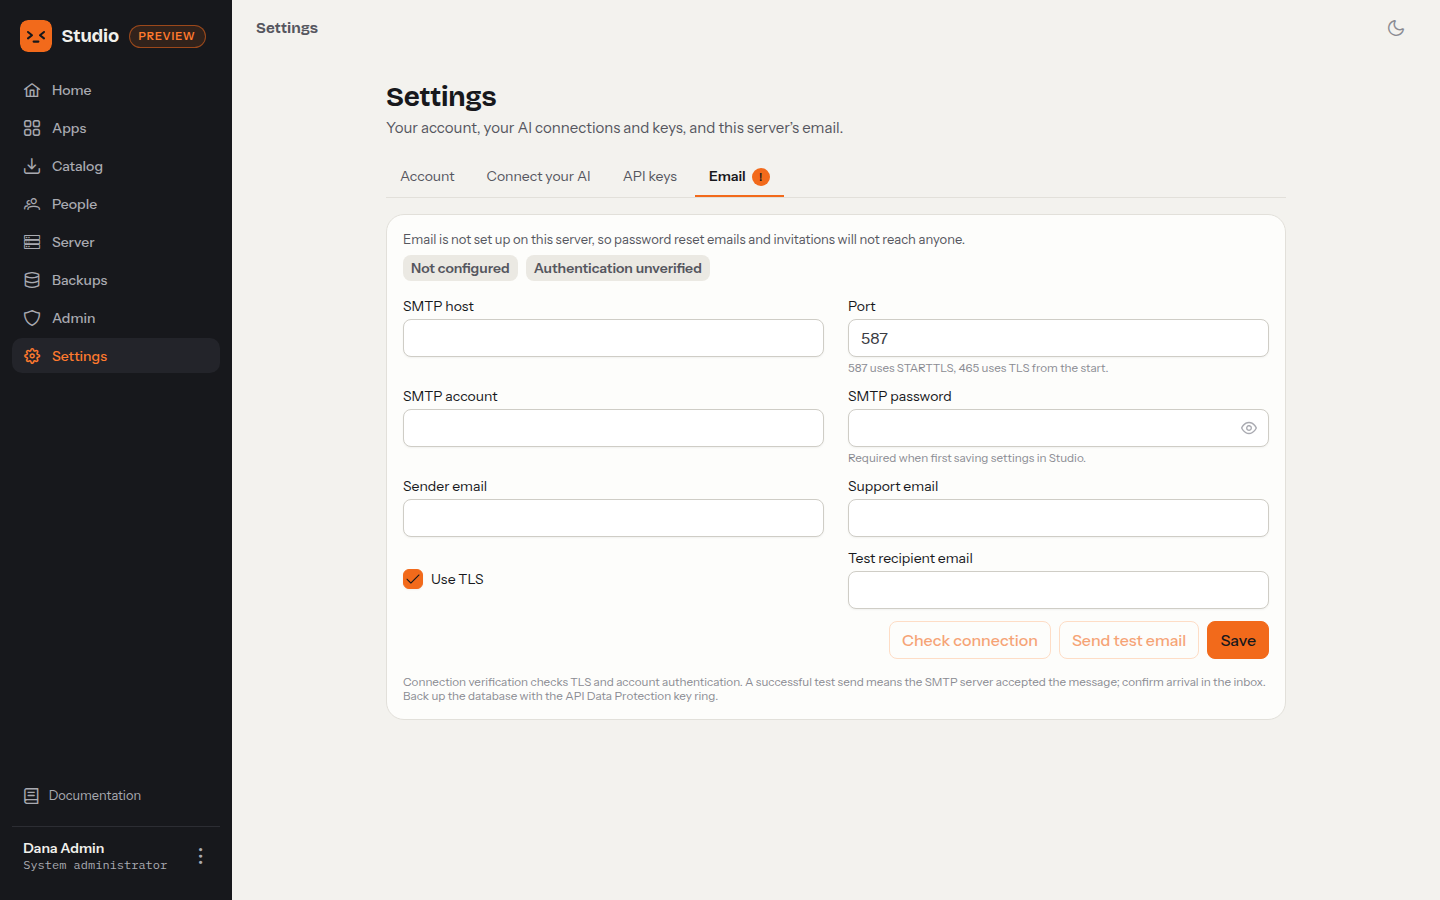 Studio
PREVIEW
Home
Apps
Catalog
People
Server
Backups
Admin
Settings
Documentation
Dana Admin
System administrator
Settings
Settings
Your account, your AI connections and keys, and this server's email.
Account
Connect your AI
API keys
Email
!
Email is not set up on this server, so password reset emails and invitations will not reach anyone.
Not configured
Authentication unverified
SMTP host
Port
587
587 uses STARTTLS, 465 uses TLS from the start.
SMTP account
SMTP password
Required when first saving settings in Studio.
Sender email
Support email
Use TLS
Test recipient email
Check connection
Send test email
Save
Connection verification checks TLS and account authentication. A successful test send means the SMTP server accepted the message; confirm arrival in the inbox.
Back up the database with the API Data Protection key ring.